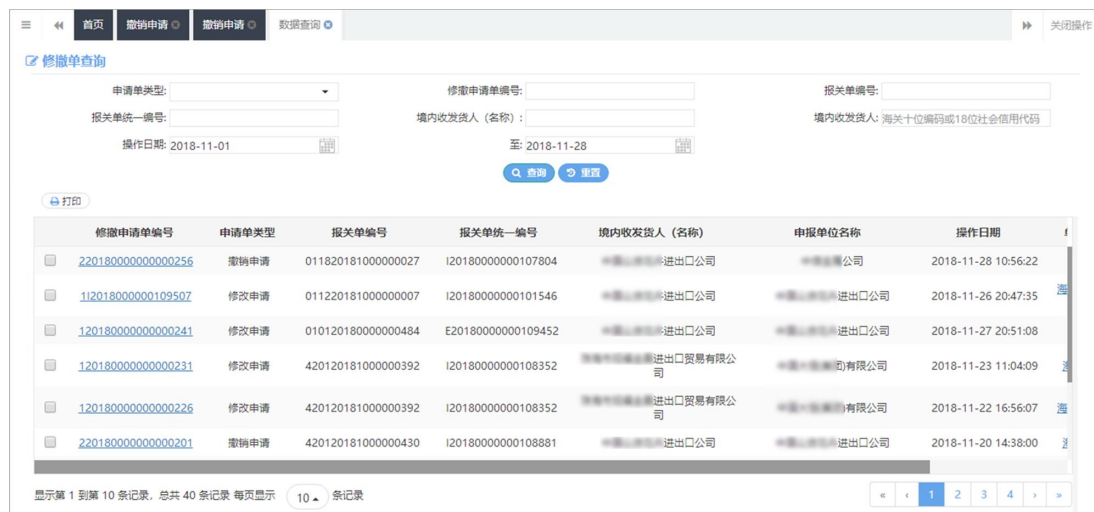 首页 撤销申请 撤销申请 数据查询 关闭操作
修撤单查询
申请单类型: 修撤申请单编号: 报关单编号:
报关单统一编号: 境内收发货人（名称）: 境内收发货人: 海关十位编码或18位社会信用代码
操作日期: 2018-11-01 至: 2018-11-28
查询 重置
打印
修撤申请单编号 申请单类型 报关单编号 报关单统一编号 境内收发货人（名称） 申报单位名称 操作日期
220180000000000256 撤销申请 011820181000000027 I20180000000107804 进出口公司 公司 2018-11-28 10:56:22
1I2018000000109507 修改申请 011220181000000007 I20180000000101546 进出口公司 进出口公司 2018-11-26 20:47:35 海
120180000000000241 修改申请 010120180000000484 E20180000000109452 进出口公司 进出口公司 2018-11-27 20:51:08
120180000000000231 修改申请 420120181000000392 I20180000000108352 进出口贸易有限公司 团)有限公司 2018-11-23 11:04:09
120180000000000226 修改申请 420120181000000392 I20180000000108352 进出口贸易有限公司 有限公司 2018-11-22 16:56:07 海
220180000000000201 撤销申请 420120181000000430 I20180000000108881 进出口公司 进出口公司 2018-11-20 14:38:00
显示第 1 到第 10 条记录，总共 40 条记录 每页显示 10 条记录 « ‹ 1 2 3 4 › »